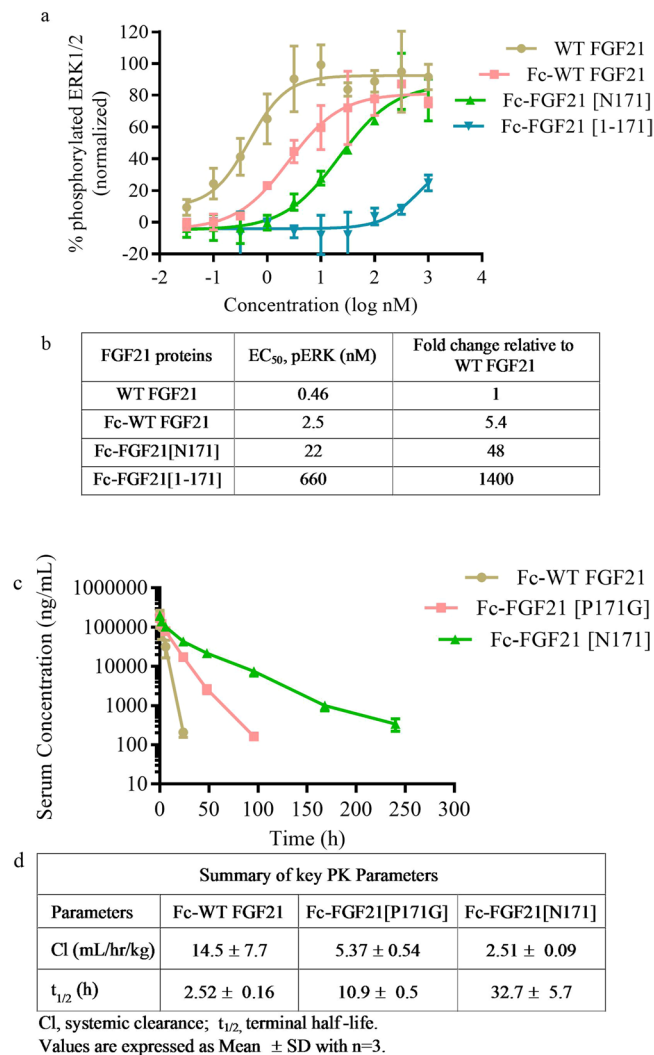 a
% phosphorylated ERK1/2
(normalized)
120
100
80
60
40
20
0
-20
-2
-1
0
1
2
3
4
Concentration (log nM)
WT FGF21
Fc-WT FGF21
Fc-FGF21 [N171]
Fc-FGF21 [1-171]
b
FGF21 proteins EC50, pERK (nM) Fold change relative to
WT FGF21
WT FGF21 0.46 1
Fc-WT FGF21 2.5 5.4
Fc-FGF21[N171] 22 48
Fc-FGF21[1-171] 660 1400
c
Serum Concentration (ng/mL)
1000000
100000
10000
1000
100
10
0
50
100
150
200
250
300
Time (h)
Fc-WT FGF21
Fc-FGF21 [P171G]
Fc-FGF21 [N171]
d
Summary of key PK Parameters
Parameters Fc-WT FGF21 Fc-FGF21[P171G] Fc-FGF21[N171]
Cl (mL/hr/kg) 14.5 ± 7.7 5.37 ± 0.54 2.51 ± 0.09
t1/2 (h) 2.52 ± 0.16 10.9 ± 0.5 32.7 ± 5.7
Cl, systemic clearance; t1/2, terminal half-life.
Values are expressed as Mean ± SD with n=3.